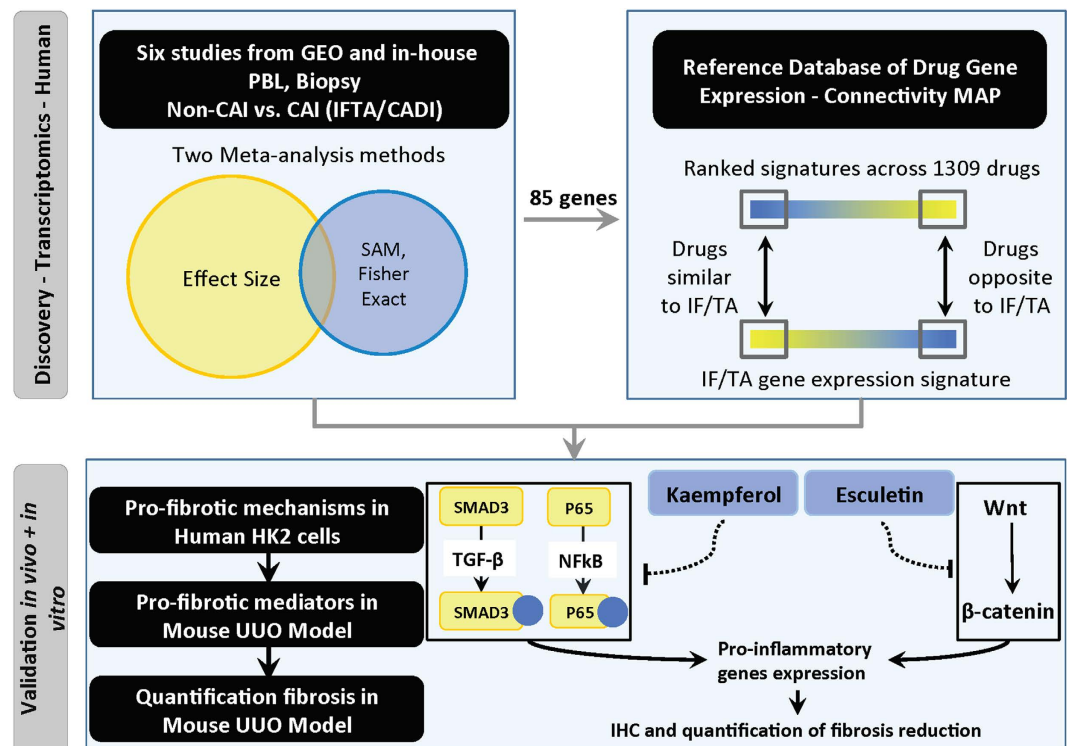 Discovery - Transcriptomics - Human
Six studies from GEO and in-house
PBL, Biopsy
Non-CAI vs. CAI (IFTA/CADI)
Two Meta-analysis methods
Effect Size
SAM,
Fisher
Exact
85 genes
Reference Database of Drug Gene
Expression - Connectivity MAP
Ranked signatures across 1309 drugs
Drugs
similar
to IF/TA
Drugs
opposite
to IF/TA
IF/TA gene expression signature
Validation in vivo + in
vitro
Pro-fibrotic mechanisms in
Human HK2 cells
Pro-fibrotic mediators in
Mouse UUO Model
Quantification fibrosis in
Mouse UUO Model
SMAD3
TGF-β
SMAD3
P65
NFkB
P65
Kaempferol
Esculetin
Wnt
β-catenin
Pro-inflammatory
genes expression
IHC and quantification of fibrosis reduction